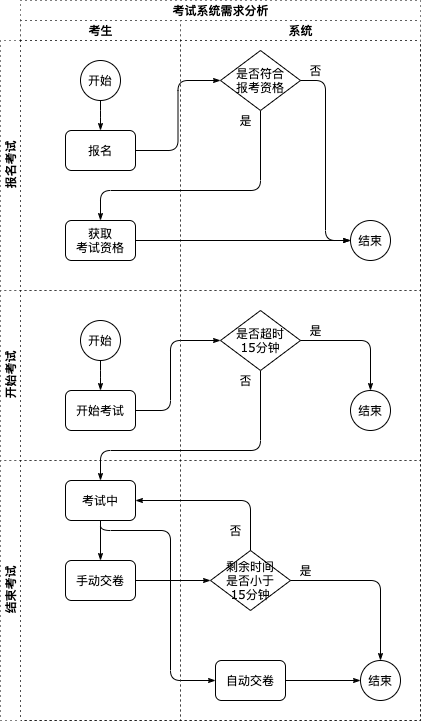 考试系统需求分析
考生
系统
报名考试
开始
是否符合
报考资格
否
是
报名
获取
考试资格
结束
开始考试
开始
是否超时
15分钟
是
否
开始考试
结束
结束考试
考试中
否
手动交卷
剩余时间
是否小于
15分钟
是
自动交卷
结束